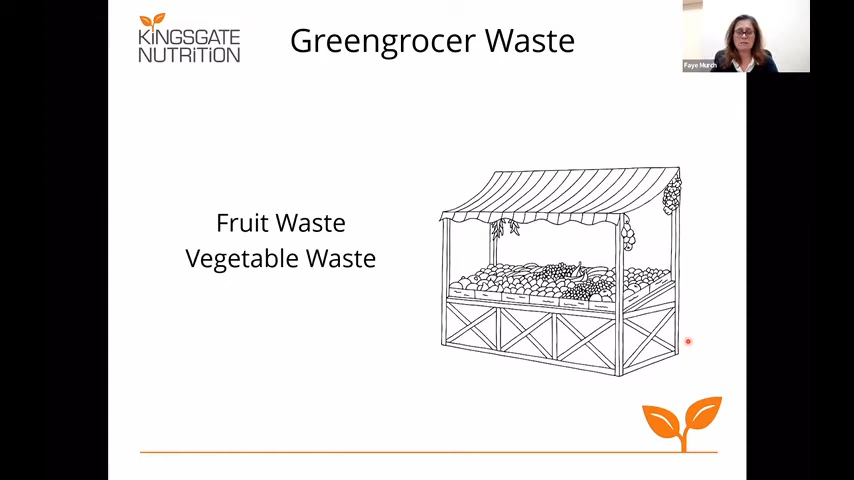 KiNGSGATE
NUTRiTiON
Greengrocer Waste
Faye Murch
Fruit Waste
Vegetable Waste